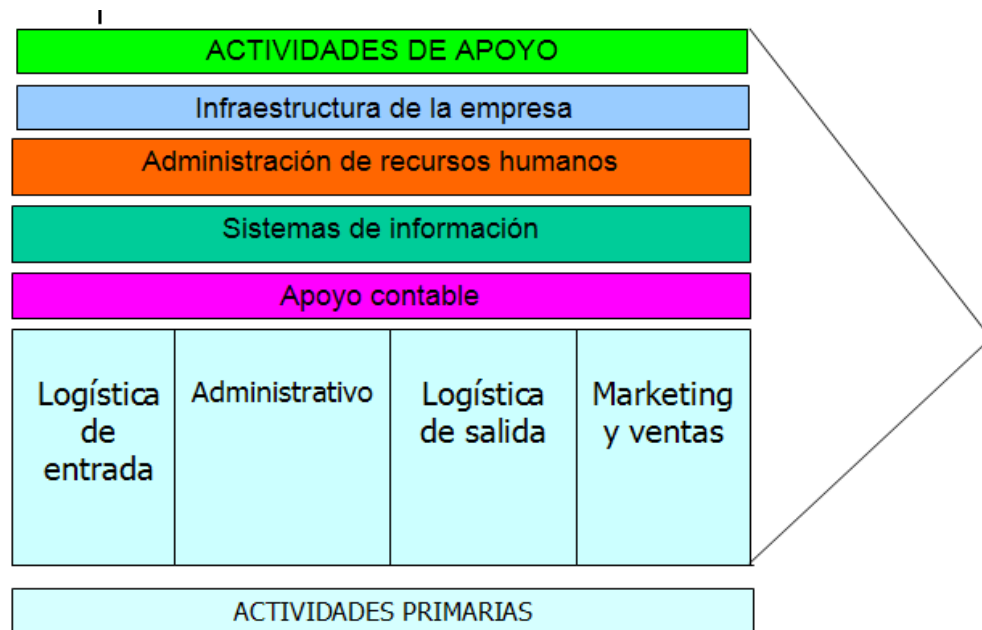 ACTIVIDADES DE APOYO
Infraestructura de la empresa
Administración de recursos humanos
Sistemas de información
Apoyo contable
Logística
de
entrada
Administrativo
Logística
de salida
Marketing
y ventas
ACTIVIDADES PRIMARIAS